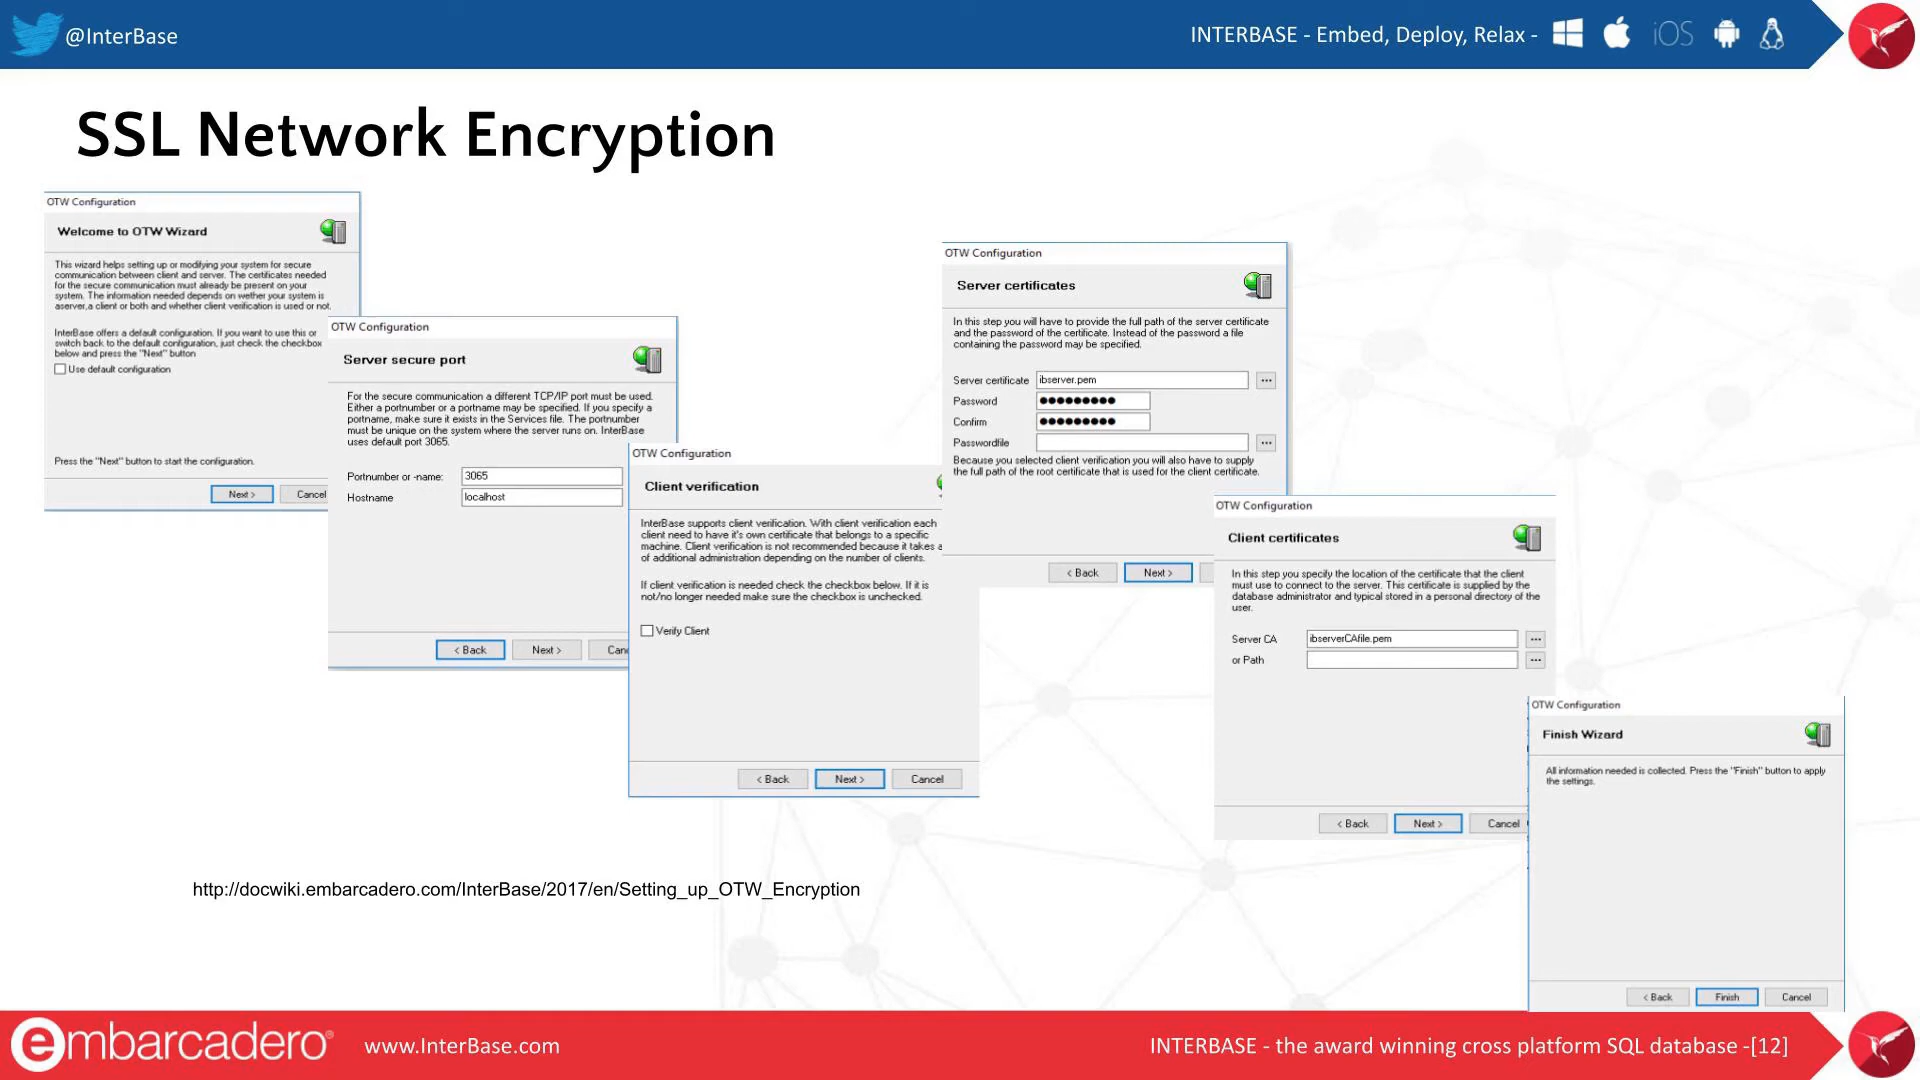 @InterBase
INTERBASE - Embed, Deploy, Relax -
iOS
SSL Network Encryption
OTW Configuration
Welcome to OTW Wizard
This wizard helps setting up or modifying your system for secure
communication between client and server. The certificates needed
for the secure communication must already be present on your
system. The information needed depends on wether your system is
aserver,a client or both and whether client verification is used or not.
InterBase offers a default configuration. If you want to use this or
switch back to the default configuration, just check the checkbox
below and press the "Next" button
Use default configuration
Press the "Next" button to start the configuration.
Next >
Cancel
OTW Configuration
Server secure port
For the secure communication a different TCP/IP port must be used.
Either a portnumber or a portname may be specified. If you specify a
portname, make sure it exists in the Services file. The portnumber
must be unique on the system where the server runs on. InterBase
uses default port 3065.
Portnumber or -name:
3065
Hostname
localhost
< Back
Next >
Canc
OTW Configuration
Client verification
InterBase supports client verification. With client verification each
client need to have it's own certificate that belongs to a specific
machine. Client verification is not recommended because it takes a
of additional administration depending on the number of clients.
If client verification is needed check the checkbox below. If it is
not/no longer needed make sure the checkbox is unchecked.
Verify Client
< Back
Next >
Cancel
OTW Configuration
Server certificates
In this step you will have to provide the full path of the server certificate
and the password of the certificate. Instead of the password a file
containing the password may be specified.
Server certificate
ibserver.pem
...
Password
●●●●●●●●●
Confirm
●●●●●●●●●
Passwordfile
...
Because you selected client verification you will also have to supply
the full path of the root certificate that is used for the client certificate.
< Back
Next >
OTW Configuration
Client certificates
In this step you specify the location of the certificate that the client
must use to connect to the server. This certificate is supplied by the
database administrator and typical stored in a personal directory of the
user.
Server CA
ibserverCAfile.pem
...
or Path
...
< Back
Next >
Cancel
OTW Configuration
Finish Wizard
All information needed is collected. Press the "Finish" button to apply
the settings.
< Back
Finish
Cancel
http://docwiki.embarcadero.com/InterBase/2017/en/Setting_up_OTW_Encryption
embarcadero®
www.InterBase.com
INTERBASE - the award winning cross platform SQL database -[12]